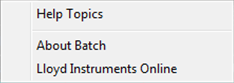 Help Topics
About Batch
Lloyd Instruments Online